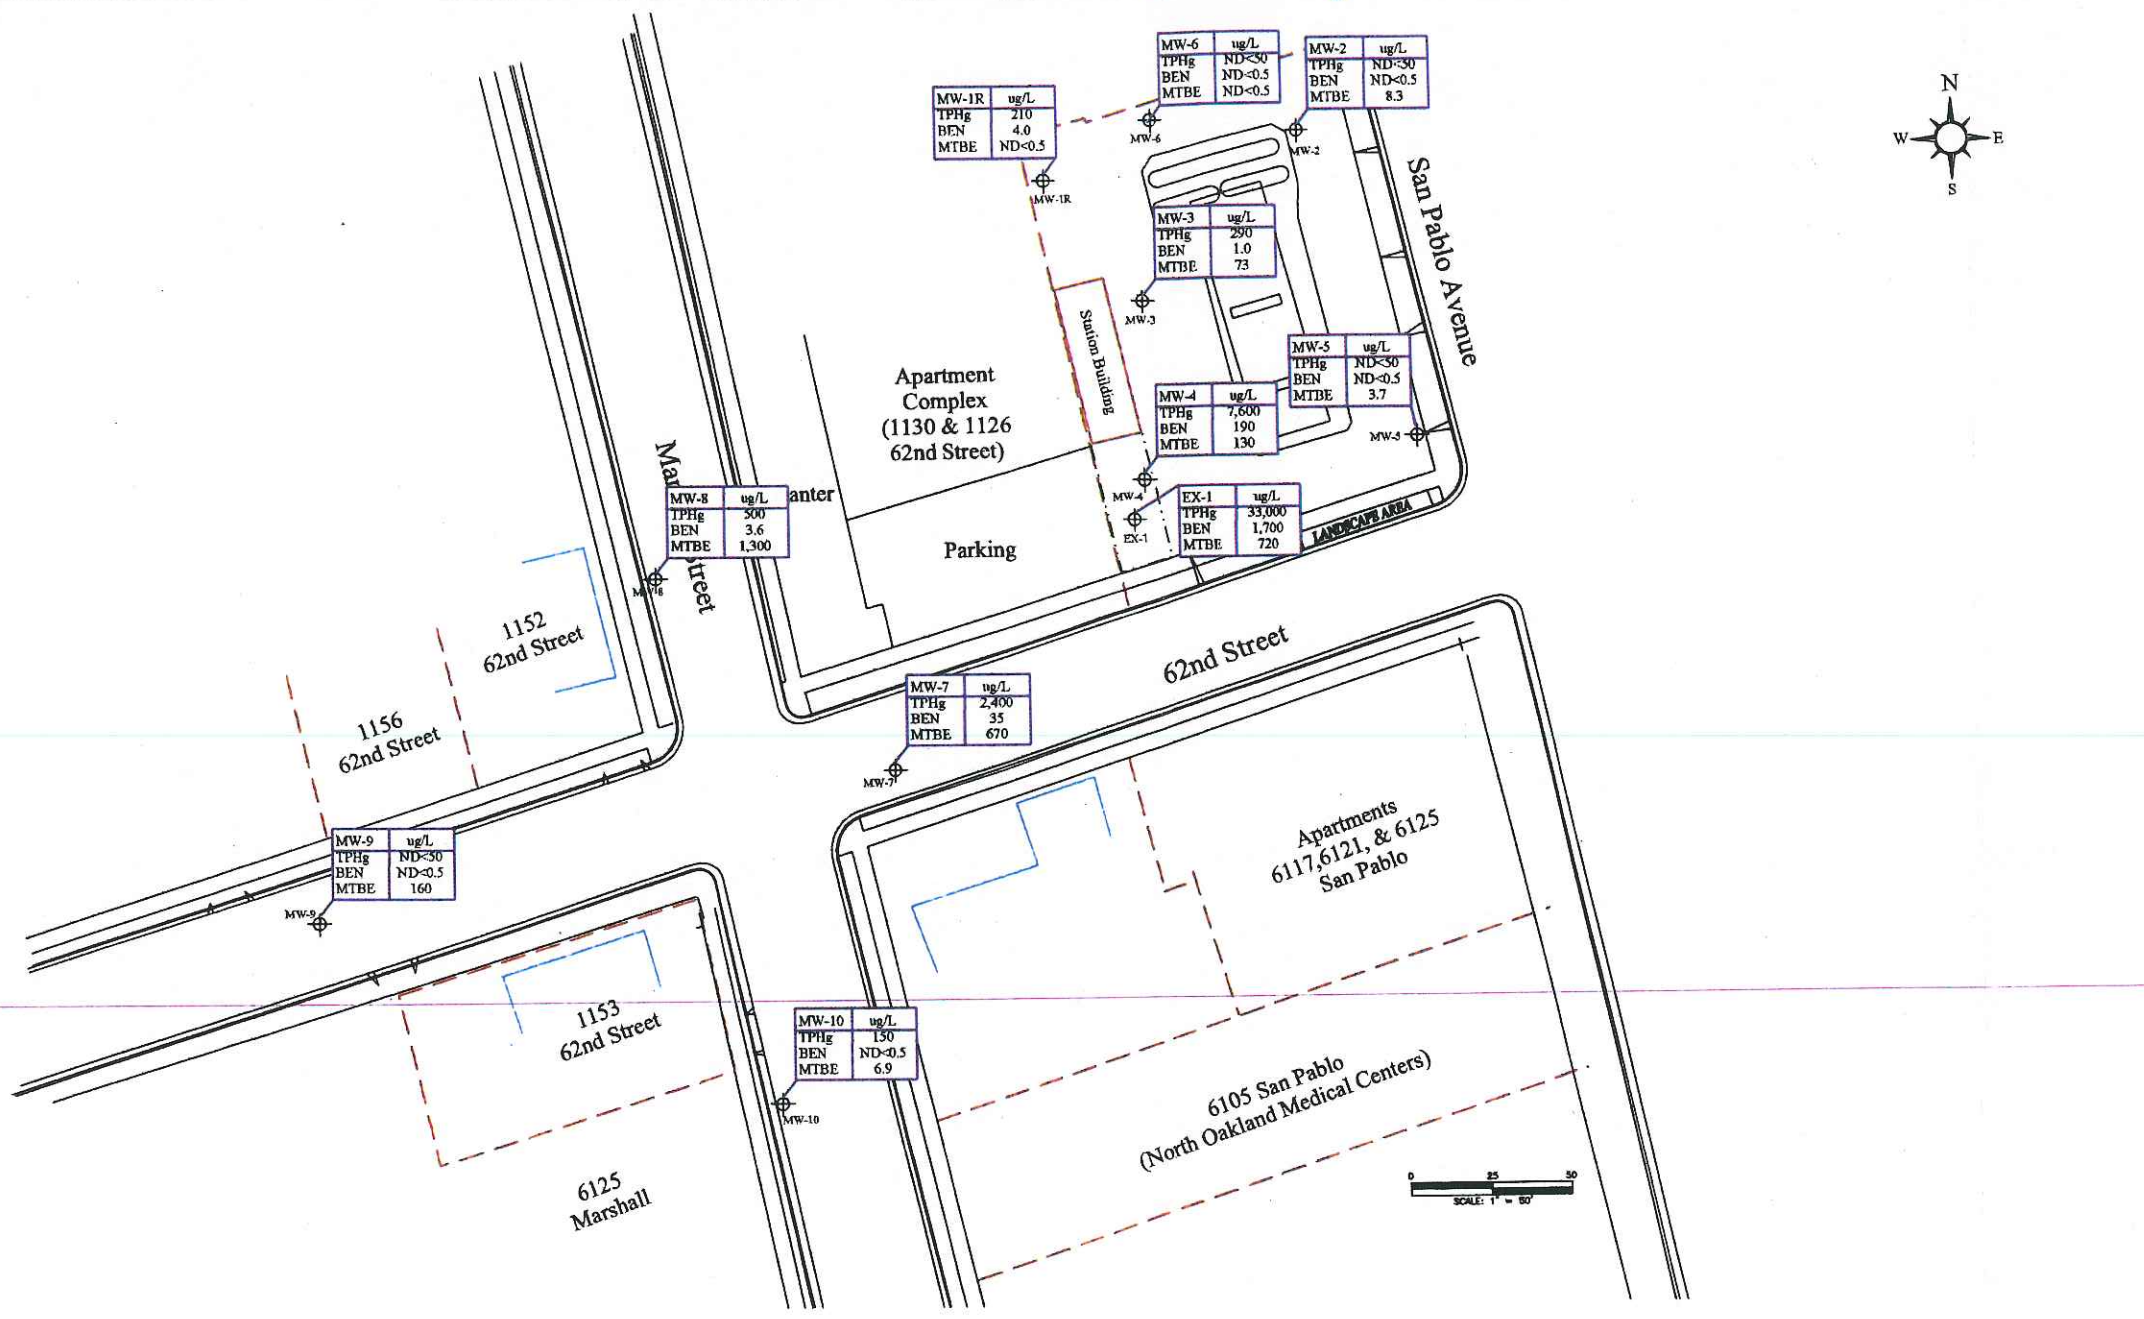 MW-6 ug/L
TPHg ND<50
BEN ND<0.5
MTBE ND<0.5
MW-6
MW-2 ug/L
TPHg ND<50
BEN ND<0.5
MTBE 8.3
MW-2
N
W E
S
MW-1R ug/L
TPHg 210
BEN 4.0
MTBE ND<0.5
MW-1R
San Pablo Avenue
MW-3 ug/L
TPHg 290
BEN 1.0
MTBE 73
MW-3
Station Building
MW-5 ug/L
TPHg ND<50
BEN ND<0.5
MTBE 3.7
MW-5
Apartment
Complex
(1130 & 1126
62nd Street)
MW-4 ug/L
TPHg 7,600
BEN 190
MTBE 130
MW-4
EX-1 ug/L
TPHg 33,000
BEN 1,700
MTBE 720
EX-1
LANDSCAPE AREA
Parking
MW-8 ug/L
TPHg 500
BEN 3.6
MTBE 1,300
anter
1152
62nd Street
62nd Street
1156
62nd Street
MW-7 ug/L
TPHg 2,400
BEN 35
MTBE 670
MW-7
MW-9 ug/L
TPHg ND<50
BEN ND<0.5
MTBE 160
MW-9
Apartments
6117,6121, & 6125
San Pablo
1153
62nd Street
MW-10 ug/L
TPHg 150
BEN ND<0.5
MTBE 6.9
MW-10
6105 San Pablo
(North Oakland Medical Centers)
6125
Marshall
0 25 50
SCALE: 1" = 50'